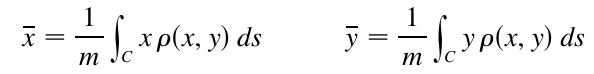 x̄ = 1/m ∫_C x ρ(x, y) ds    ȳ = 1/m ∫_C y ρ(x, y) ds